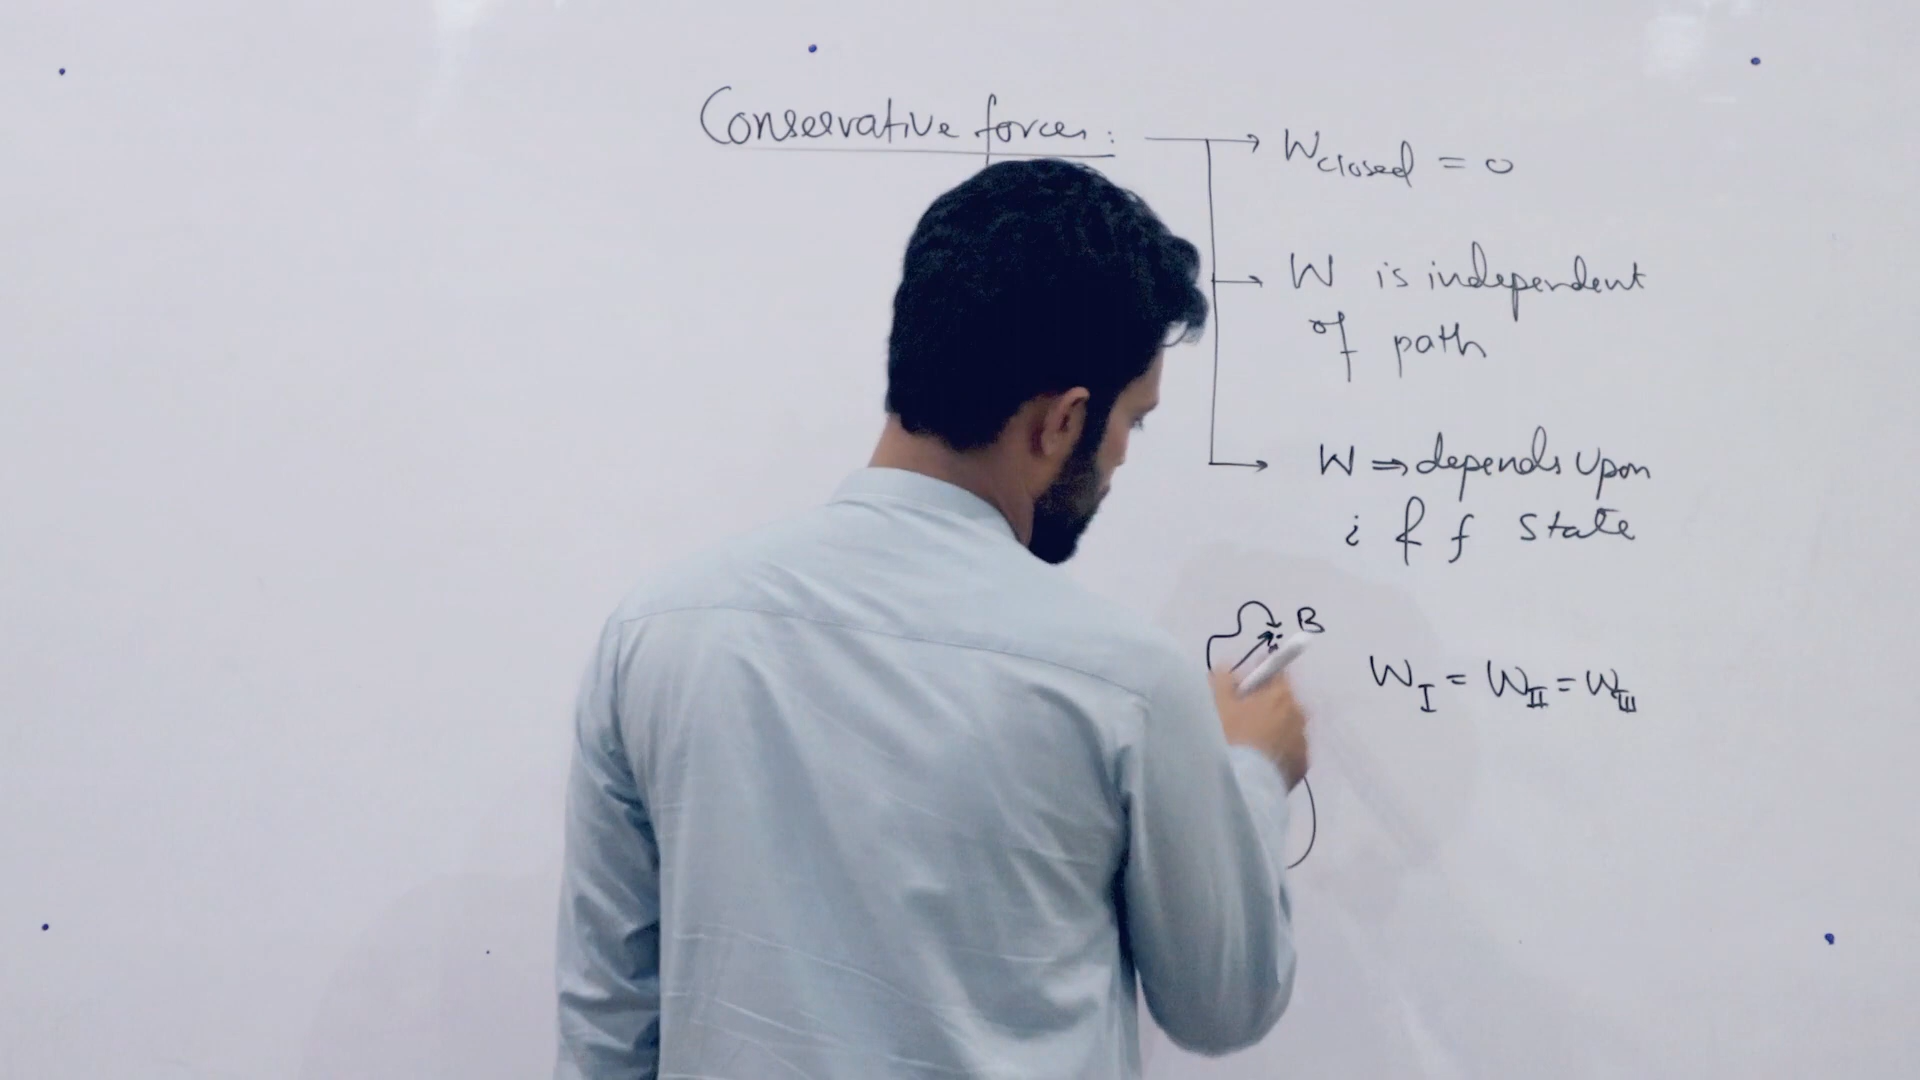 Conservative forces:
W closed = 0
W is independent
of path
W ⇒ depends upon
i & f state
B
W_I = W_II = W_III